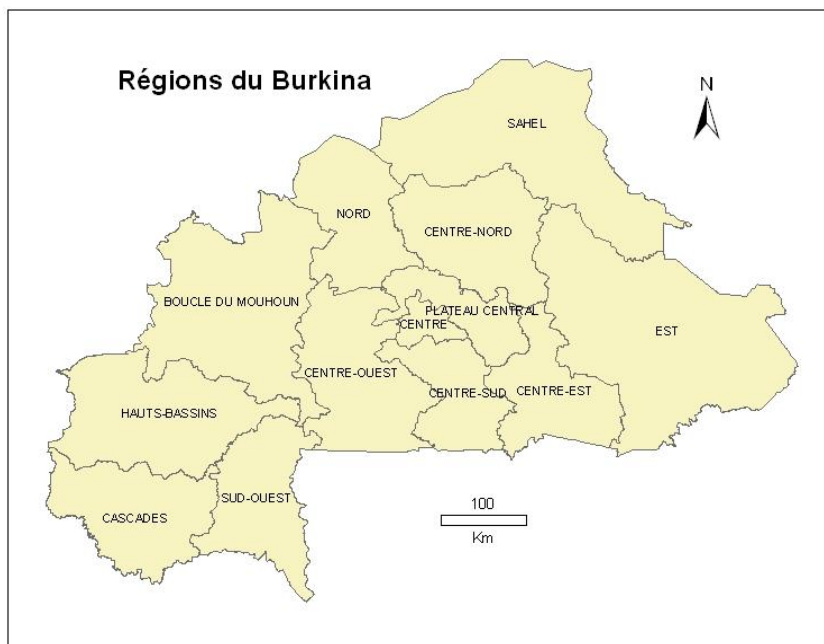 Régions du Burkina
N
SAHEL
NORD
CENTRE-NORD
BOUCLE DU MOUHOUN
PLATEAU CENTRAL
CENTRE
EST
CENTRE-OUEST
CENTRE-SUD
CENTRE-EST
HAUTS-BASSINS
SUD-OUEST
CASCADES
100
Km